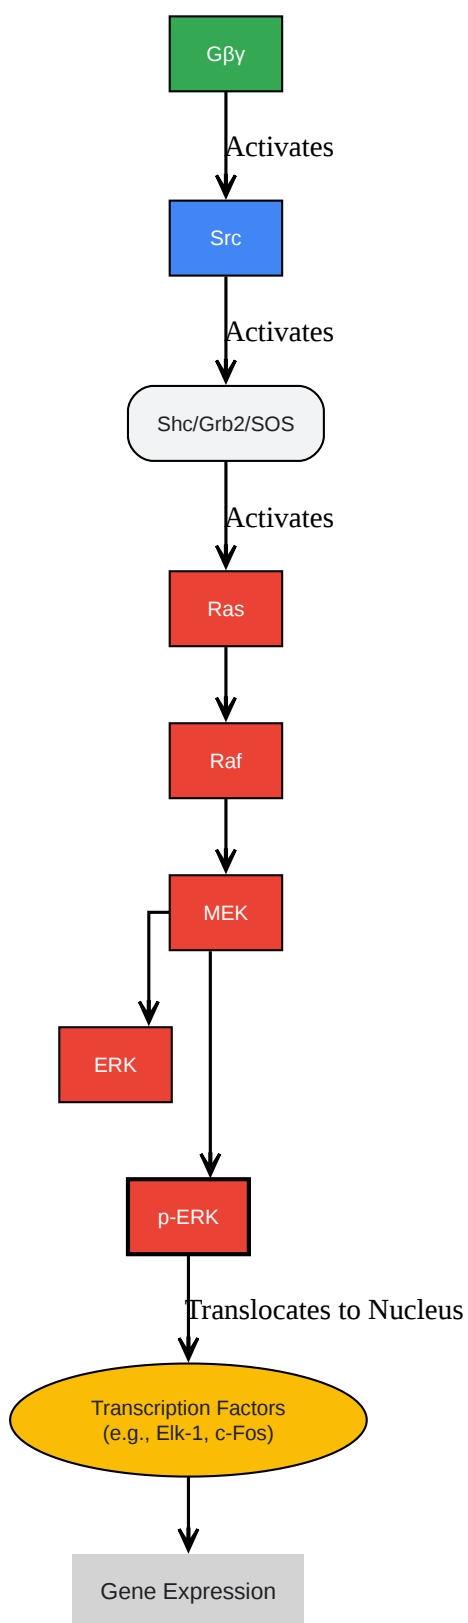 Gβγ
Activates
Src
Activates
Shc/Grb2/SOS
Activates
Ras
Raf
MEK
ERK
p-ERK
Translocates to Nucleus
Transcription Factors
(e.g., Elk-1, c-Fos)
Gene Expression